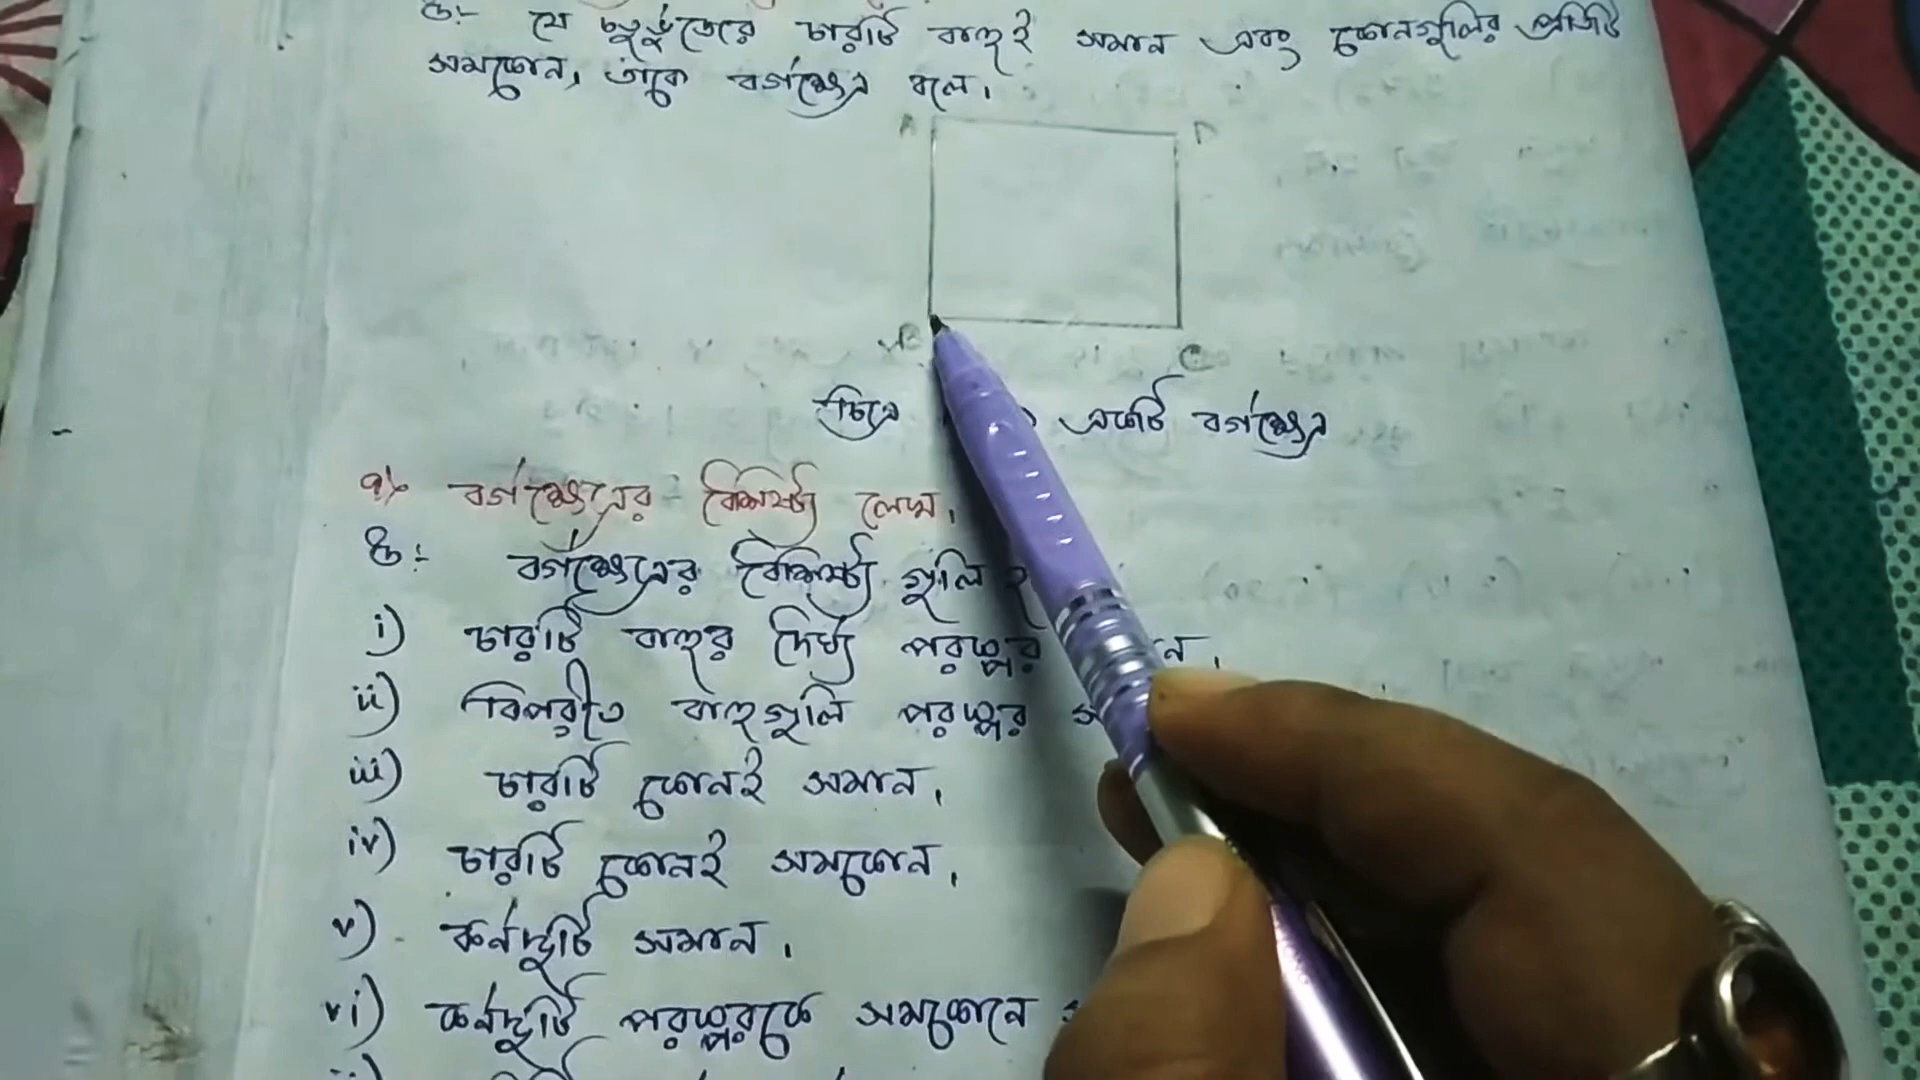 উ:- যে চতুর্ভুজের চারটি বাহুই সমান এবং কোনগুলির প্রতিটি
সমকোন, তাকে বর্গক্ষেত্র বলে।
A D
B C
চিত্রে একটি বর্গক্ষেত্র
৭) বর্গক্ষেত্রের বৈশিষ্ট্য লেখ।
উ:- বর্গক্ষেত্রের বৈশিষ্ট্য গুলি
i) চারটি বাহুর দৈর্ঘ্য পরস্পর
ii) বিপরীত বাহুগুলি পরস্পর
iii) চারটি কোনই সমান।
iv) চারটি কোনই সমকোন।
v) কর্নদুটি সমান।
vi) কর্নদুটি পরস্পরকে সমকোনে